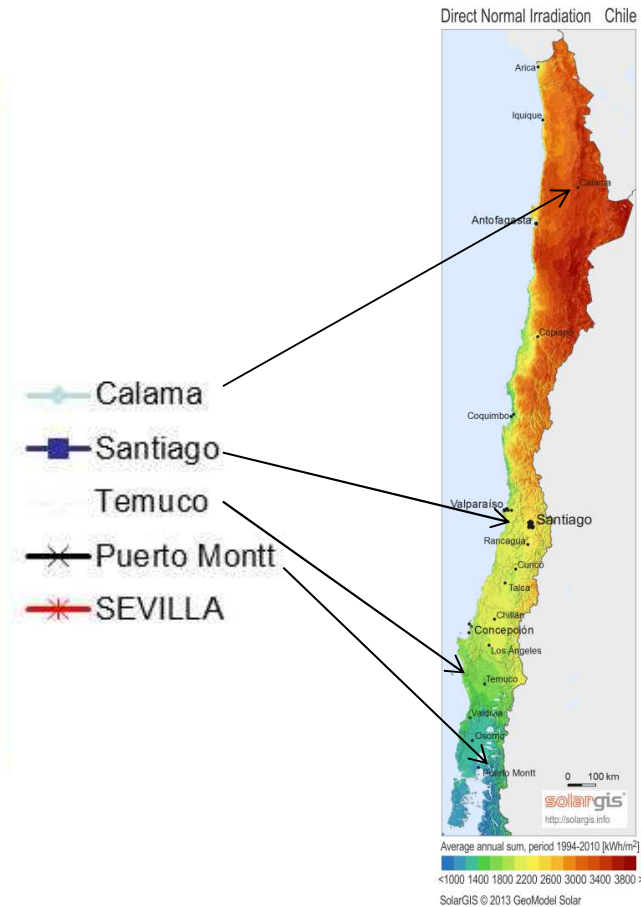 Direct Normal Irradiation Chile
Arica
Iquique
Calama
Antofagasta
Copiapo
Coquimbo
Valparaíso
Santiago
Rancagua
Curicó
Talca
Chillán
Concepción
Los Ángeles
Temuco
Valdivia
Osorno
Puerto Montt
0 100 km
solargis
http://solargis.info
Average annual sum, period 1994-2010 [kWh/m²]
<1000 1400 1800 2200 2600 3000 3400 3800 >
SolarGIS © 2013 GeoModel Solar
Calama
Santiago
Temuco
Puerto Montt
SEVILLA